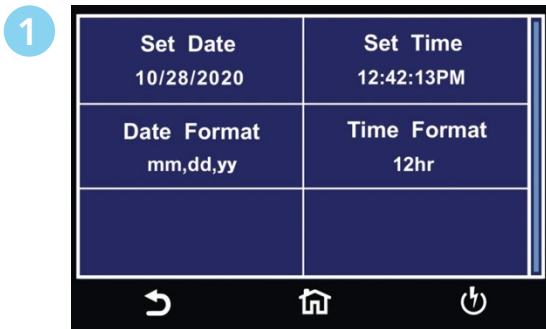 1
Set Date
10/28/2020
Set Time
12:42:13PM
Date Format
mm,dd,yy
Time Format
12hr